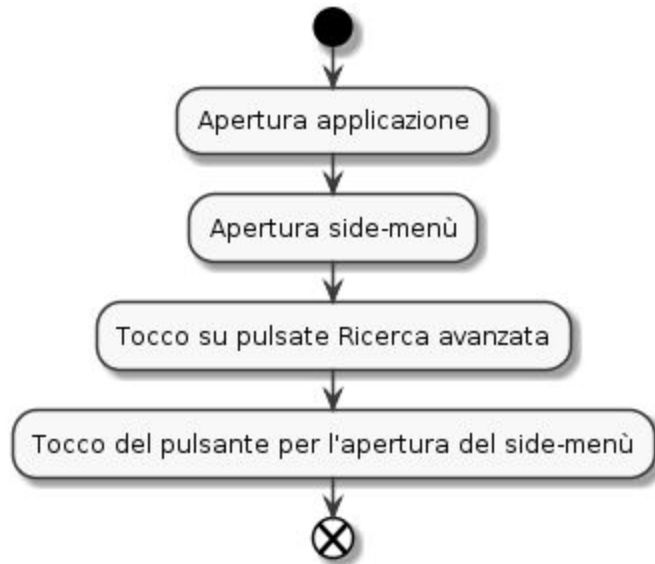 Apertura applicazione
Apertura side-menù
Tocco su pulsate Ricerca avanzata
Tocco del pulsante per l'apertura del side-menù